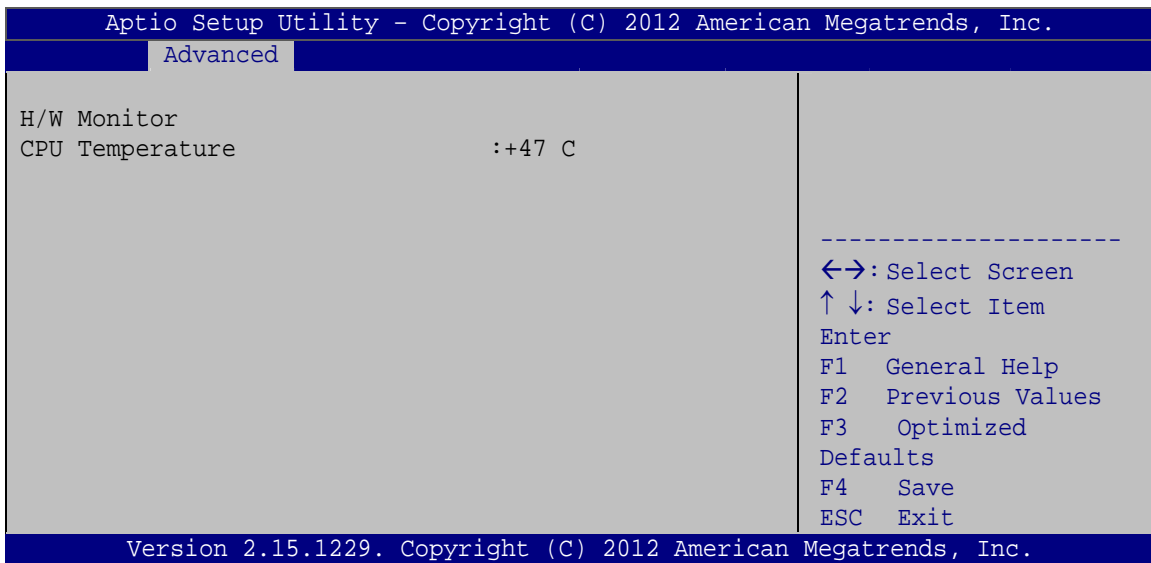 Aptio Setup Utility – Copyright (C) 2012 American Megatrends, Inc.
Advanced
H/W Monitor
CPU Temperature :+47 C
----------------------
←→: Select Screen
↑ ↓: Select Item
Enter
F1 General Help
F2 Previous Values
F3 Optimized
Defaults
F4 Save
ESC Exit
Version 2.15.1229. Copyright (C) 2012 American Megatrends, Inc.